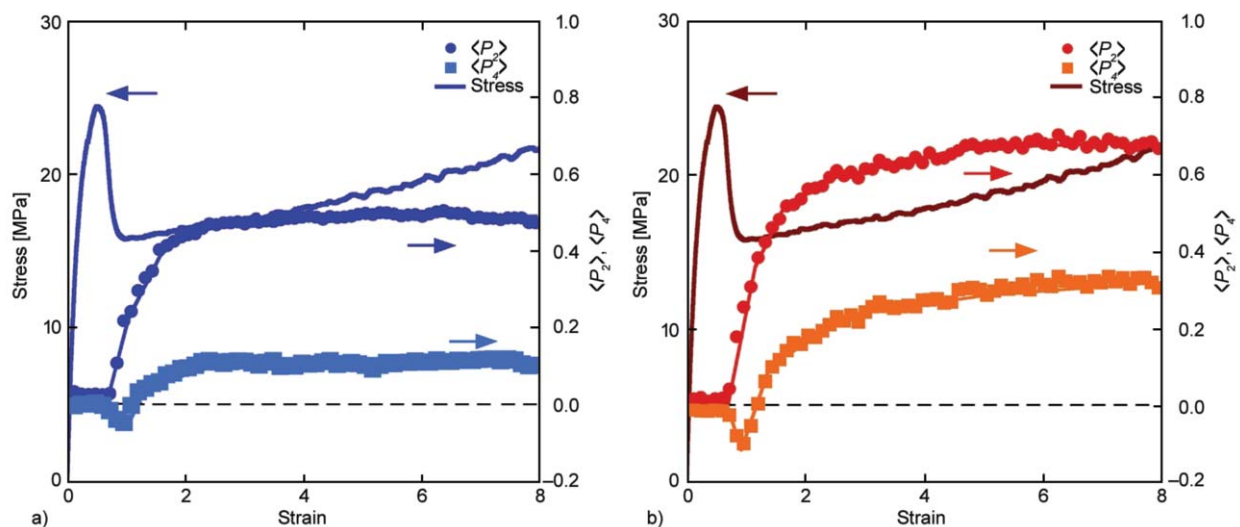 30
20
10
0
Stress [MPa]
1.0
0.8
0.6
0.4
0.2
0.0
–0.2
⟨P2⟩, ⟨P4⟩
⟨P2⟩
⟨P4⟩
Stress
0 2 4 6 8
Strain
a)
30
20
10
0
Stress [MPa]
1.0
0.8
0.6
0.4
0.2
0.0
–0.2
⟨P2⟩, ⟨P4⟩
⟨P2⟩
⟨P4⟩
Stress
0 2 4 6 8
Strain
b)